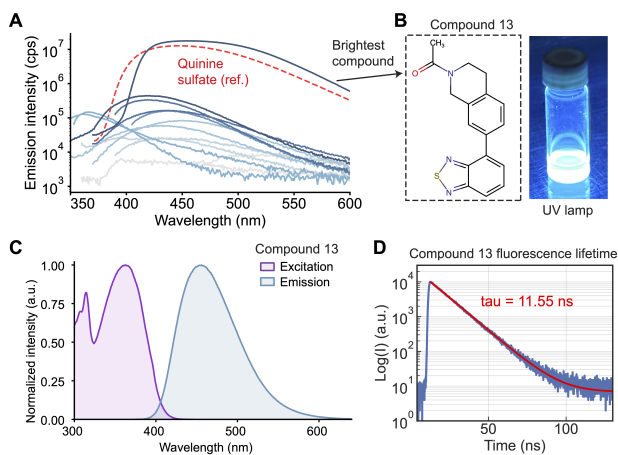 A
Emission intensity (cps)
10⁷
10⁶
10⁵
10⁴
10³
Quinine
sulfate (ref.)
350 400 450 500 550 600
Wavelength (nm)
Brightest
compound
B
Compound 13
CH₃
O
N
N
S
N
UV lamp
C
Compound 13
Excitation
Emission
Normalized intensity (a.u.)
1.00
0.75
0.50
0.25
0.00
300 400 500 600
Wavelength (nm)
D
Compound 13 fluorescence lifetime
tau = 11.55 ns
Log(I) (a.u.)
10⁴
10³
10²
10¹
10⁰
50 100
Time (ns)